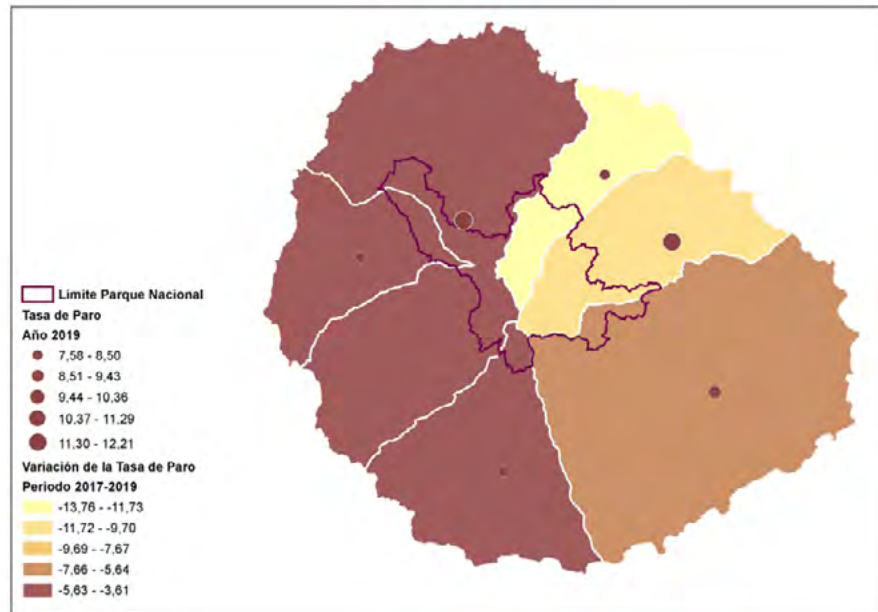 Limite Parque Nacional
Tasa de Paro
Año 2019
7,58 - 8,50
8,51 - 9,43
9,44 - 10,36
10,37 - 11,29
11,30 - 12,21
Variación de la Tasa de Paro
Periodo 2017-2019
-13,76 - -11,73
-11,72 - -9,70
-9,69 - -7,67
-7,66 - -5,64
-5,63 - -3,61